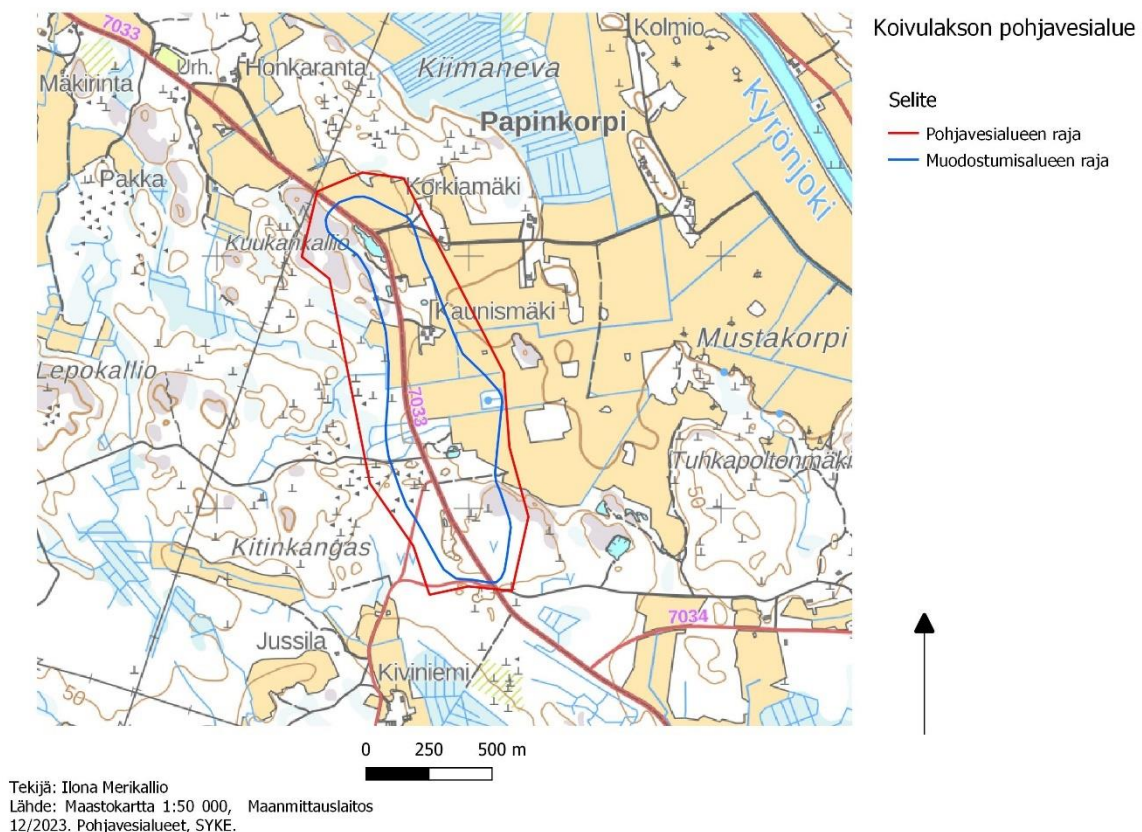 Koivulakson pohjavesialue
Selite
Pohjavesialueen raja
Muodostumisalueen raja
7033
Kolmio
Urh.
Honkaranta
Kiimaneva
Mäkirinta
Papinkorpi
Kyrönjoki
Pakka
Korkiamäki
Kuukankallio
Kaunismäki
Mustakorpi
Lepokallio
7033
Tuhkapoltonmäki
50
Kitinkangas
Jussila
7034
Kiviniemi
50
0 250 500 m
Tekijä: Ilona Merikallio
Lähde: Maastokartta 1:50 000, Maanmittauslaitos
12/2023. Pohjavesialueet, SYKE.